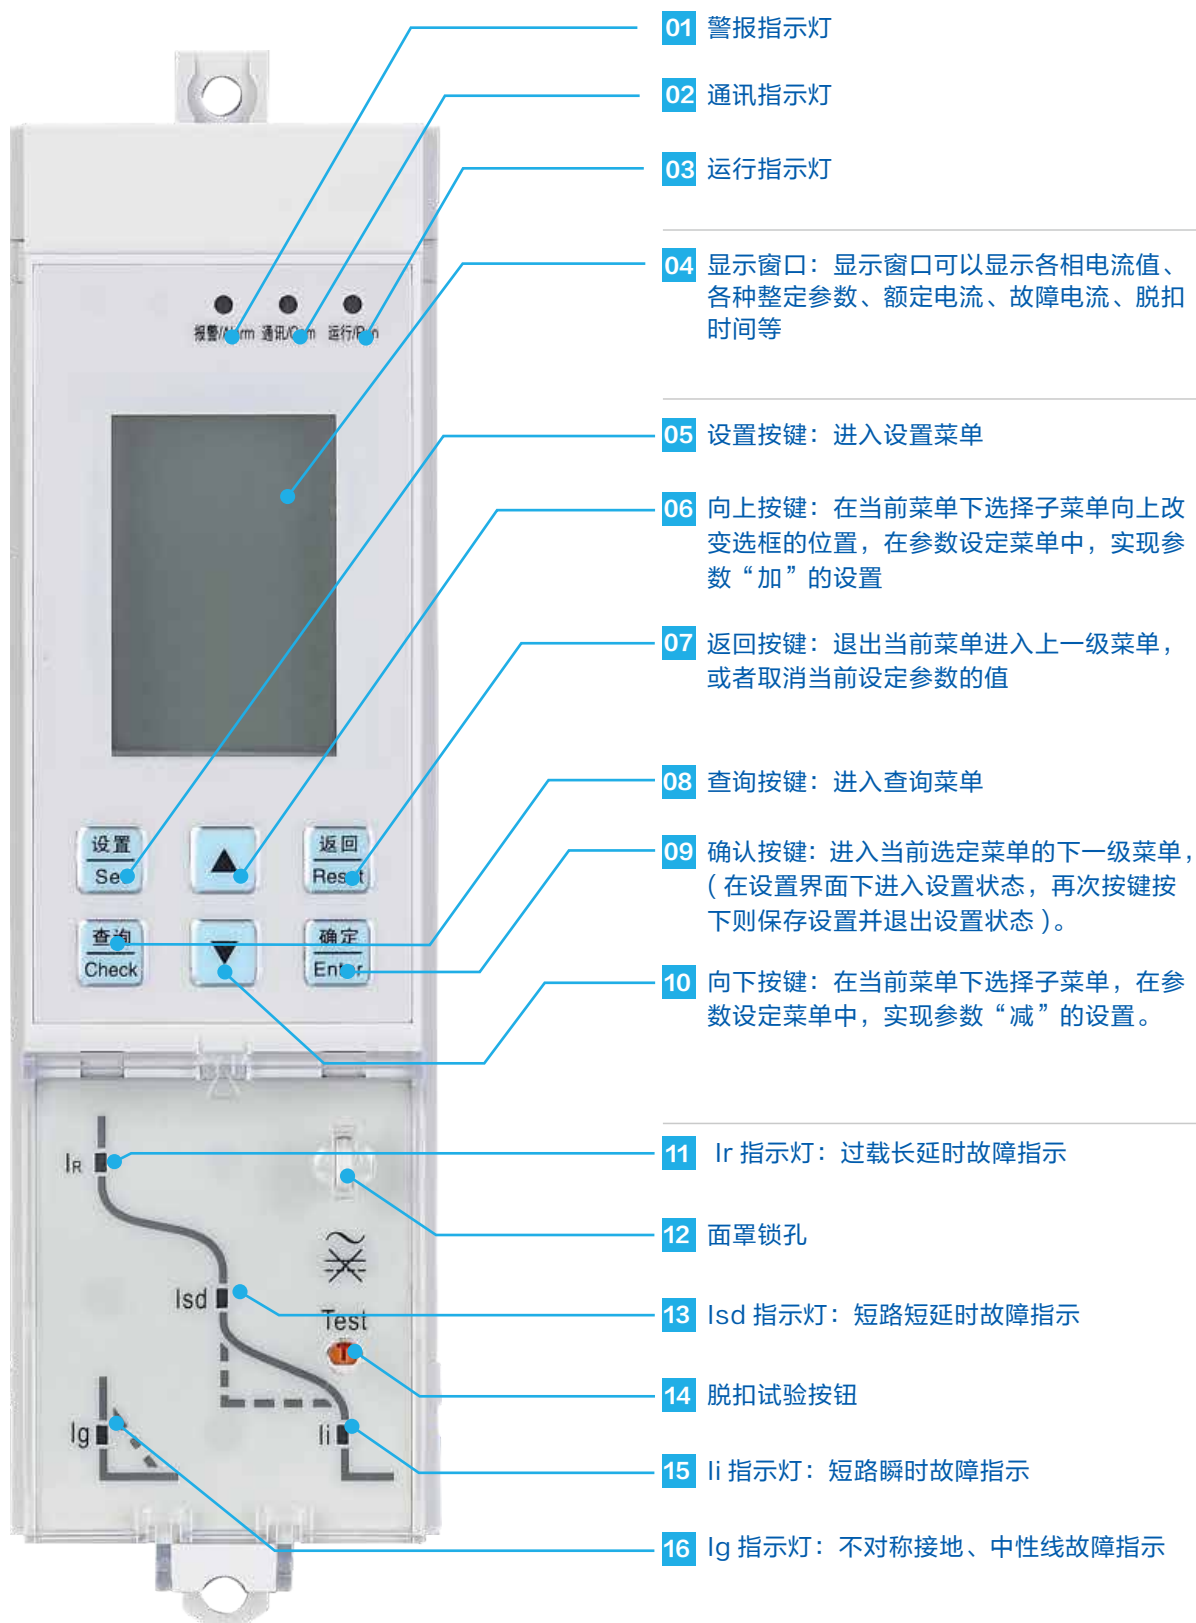 01 警报指示灯
02 通讯指示灯
03 运行指示灯
04 显示窗口：显示窗口可以显示各相电流值、
各种整定参数、额定电流、故障电流、脱扣
时间等
05 设置按键：进入设置菜单
06 向上按键：在当前菜单下选择子菜单向上改
变选框的位置，在参数设定菜单中，实现参
数“加”的设置
07 返回按键：退出当前菜单进入上一级菜单，
或者取消当前设定参数的值
08 查询按键：进入查询菜单
09 确认按键：进入当前选定菜单的下一级菜单，
(在设置界面下进入设置状态，再次按键按
下则保存设置并退出设置状态)。
10 向下按键：在当前菜单下选择子菜单，在参
数设定菜单中，实现参数“减”的设置。
11 Ir 指示灯：过载长延时故障指示
12 面罩锁孔
13 Isd 指示灯：短路短延时故障指示
14 脱扣试验按钮
15 Ii 指示灯：短路瞬时故障指示
16 Ig 指示灯：不对称接地、中性线故障指示
报警/Alarm 通讯/Com 运行/Run
设置
Set
返回
Reset
查询
Check
确定
Enter
IR
Isd
Test
T
Ig
Ii